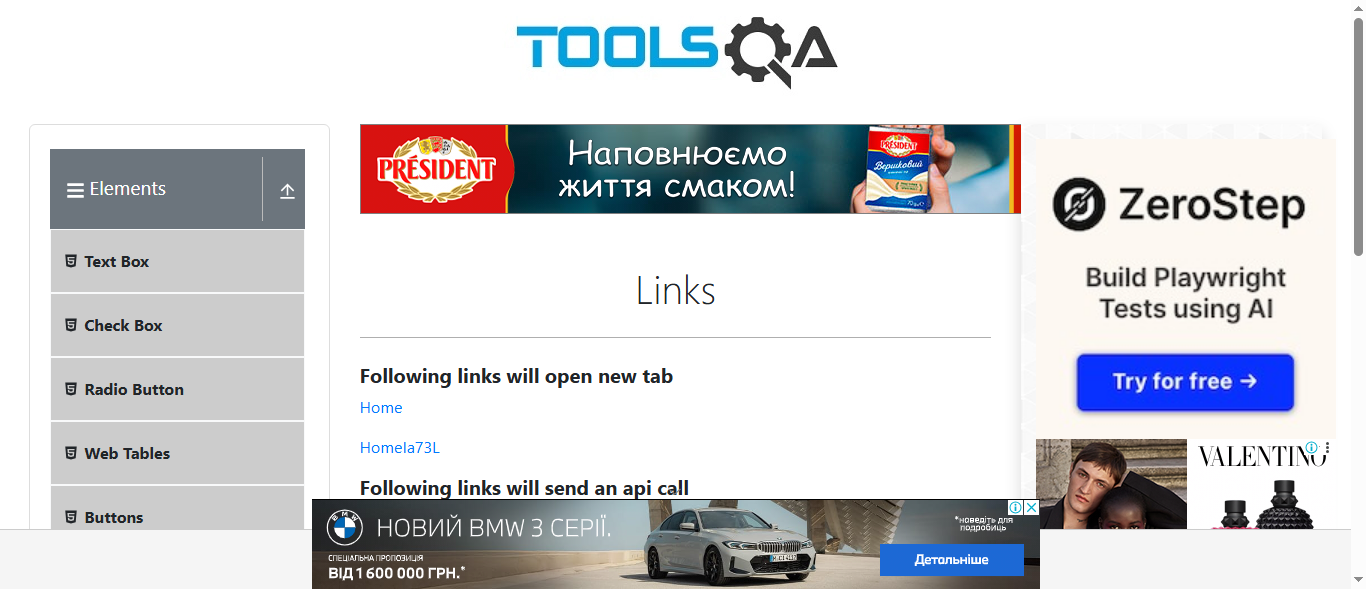 TOOLSQA
Elements
Text Box
Check Box
Radio Button
Web Tables
Buttons
PRÉSIDENT
Наповнюємо
життя смаком!
PRÉSIDENT
Вершковий
Links
Following links will open new tab
Home
HomeIa73L
Following links will send an api call
ZeroStep
Build Playwright
Tests using AI
Try for free →
VALENTINO
BMW
НОВИЙ BMW 3 СЕРІЇ.
СПЕЦІАЛЬНА ПРОПОЗИЦІЯ
ВІД 1 600 000 ГРН.*
*наведіть для
подробиць
Детальніше